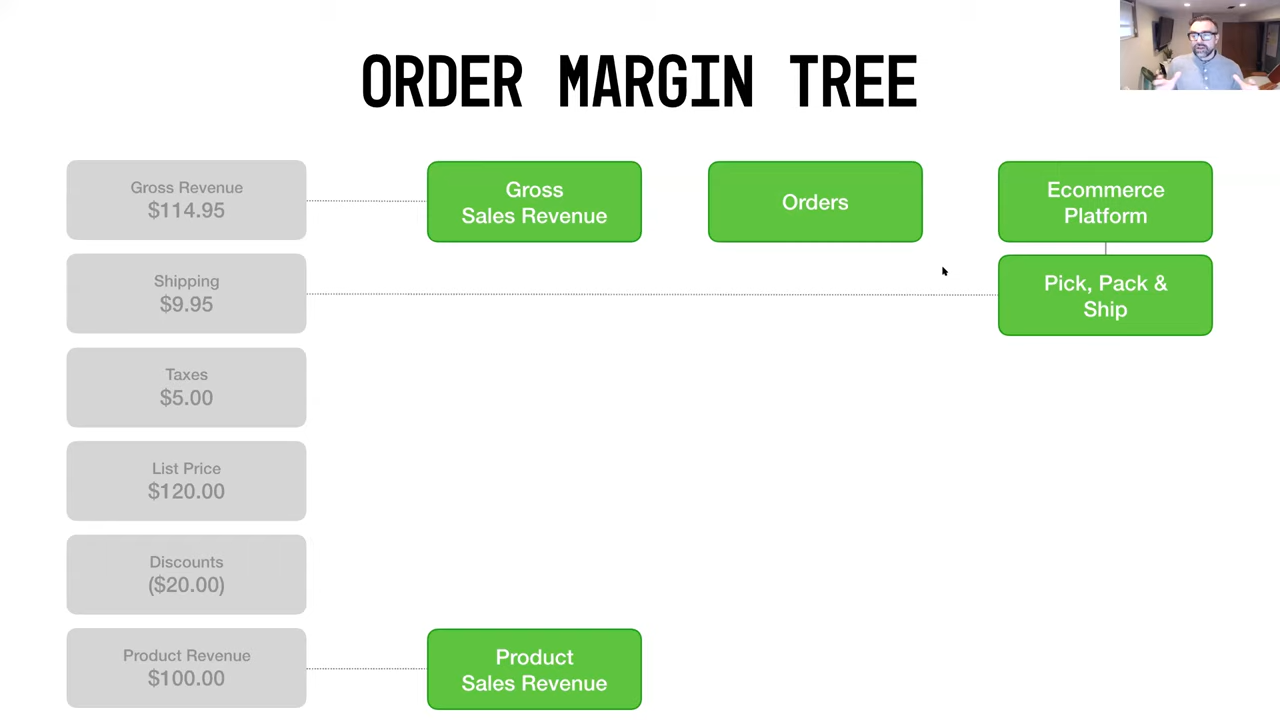 ORDER MARGIN TREE
Gross Revenue
$114.95
Gross
Sales Revenue
Orders
Ecommerce
Platform
Shipping
$9.95
Pick, Pack &
Ship
Taxes
$5.00
List Price
$120.00
Discounts
($20.00)
Product Revenue
$100.00
Product
Sales Revenue